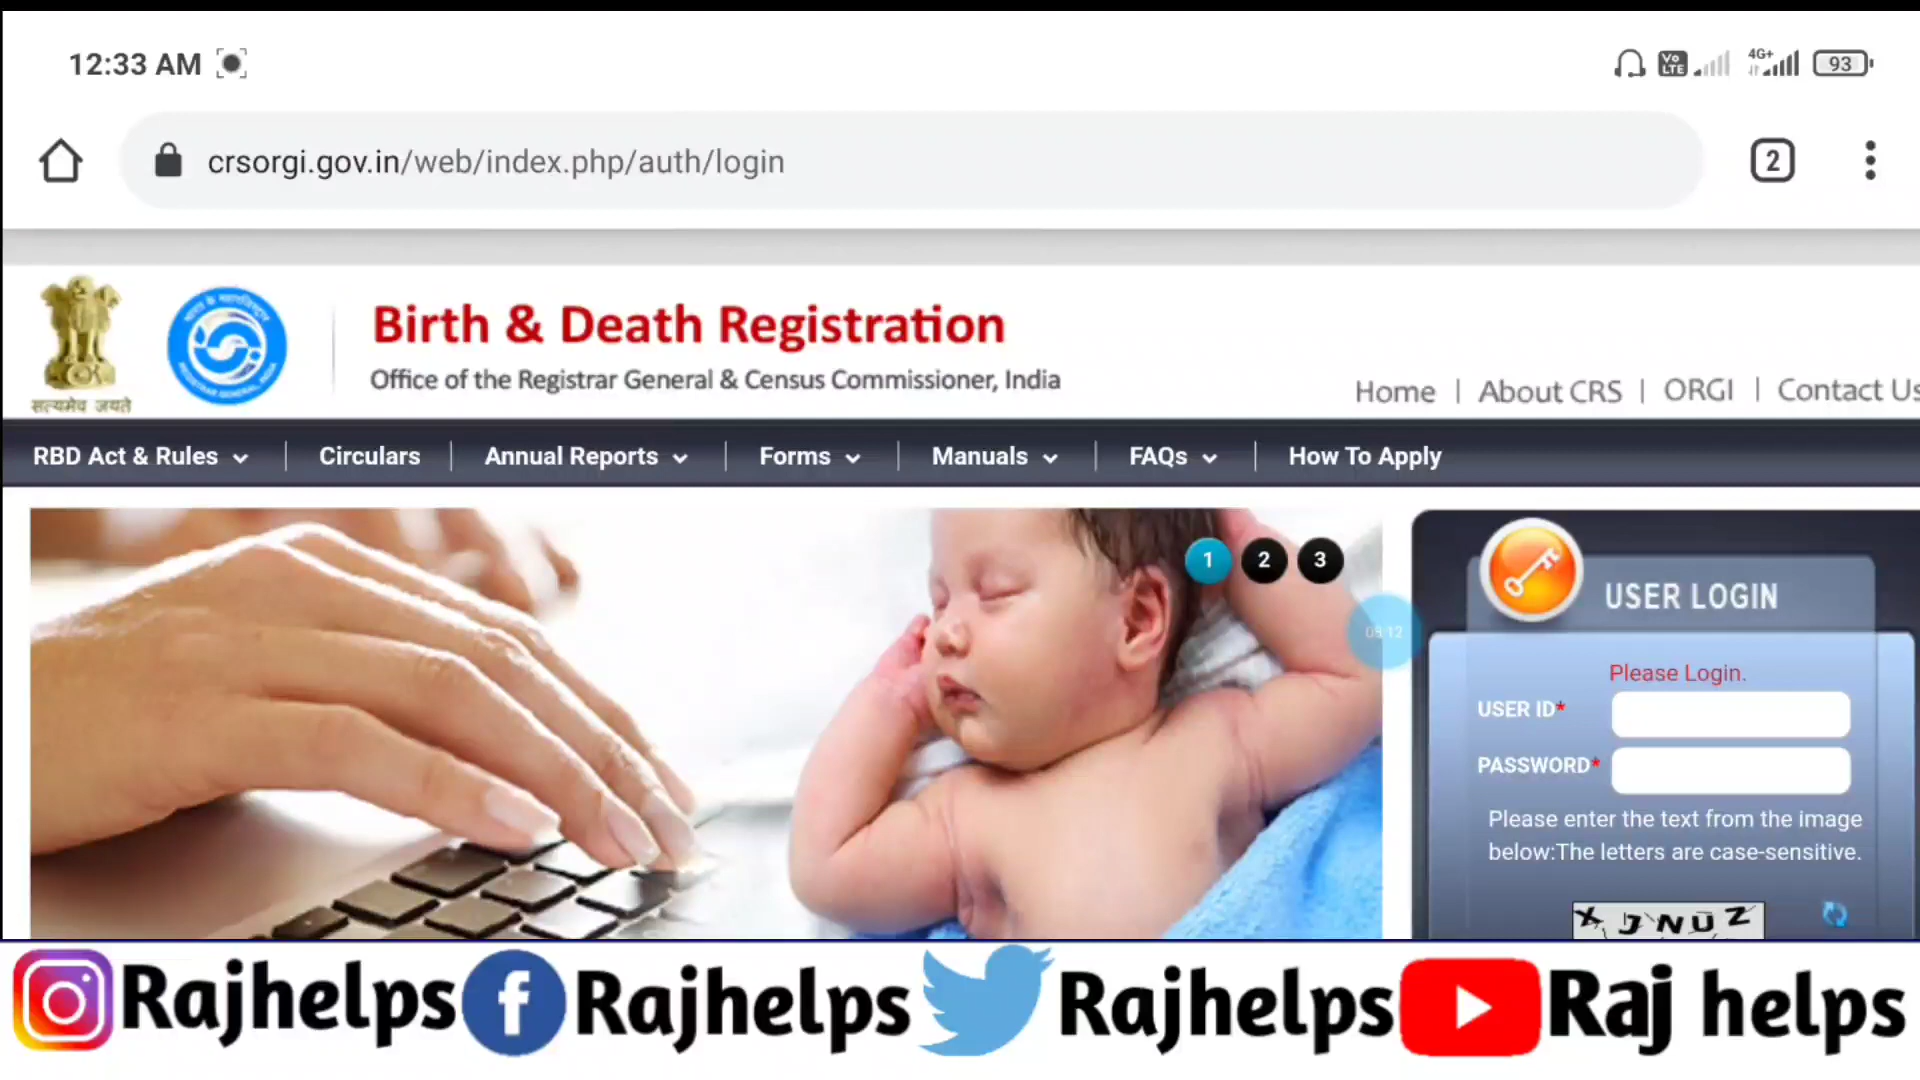 12:33 AM
Vo LTE 4G+ 93
crsorgi.gov.in/web/index.php/auth/login
2
सत्यमेव जयते
Birth & Death Registration
Office of the Registrar General & Census Commissioner, India
Home | About CRS | ORGI | Contact Us
RBD Act & Rules | Circulars | Annual Reports | Forms | Manuals | FAQs | How To Apply
1 2 3
USER LOGIN
Please Login.
USER ID*
PASSWORD*
Please enter the text from the image
below:The letters are case-sensitive.
X J N U Z
Rajhelps Rajhelps Rajhelps Raj helps